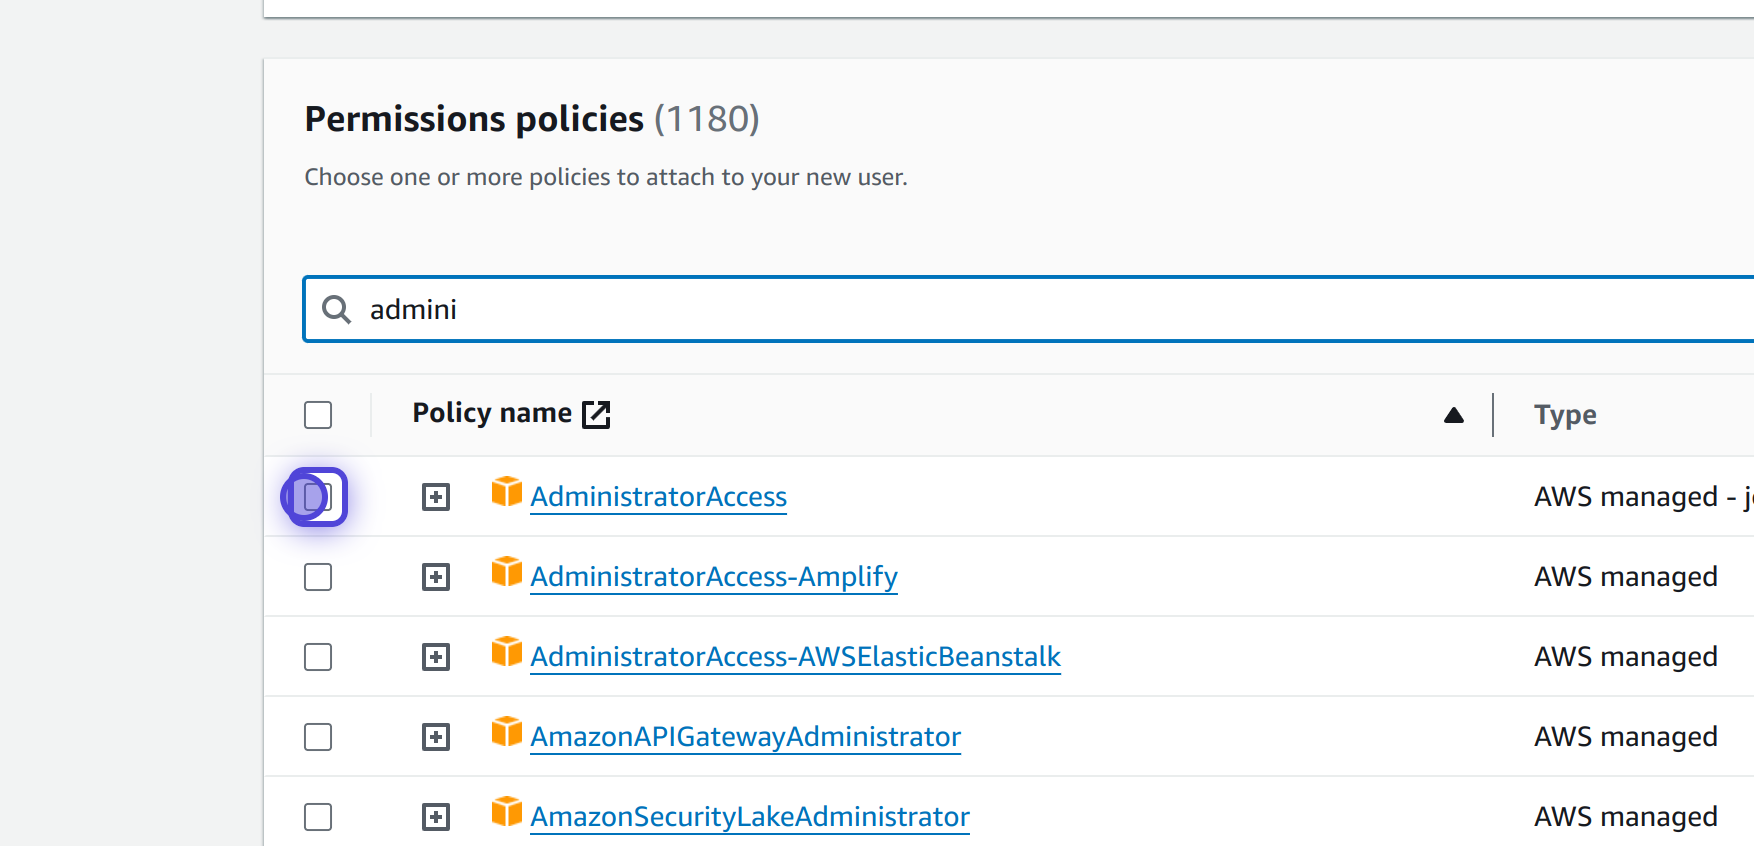 Permissions policies (1180)
Choose one or more policies to attach to your new user.
admini
Policy name Type
AdministratorAccess AWS managed -
AdministratorAccess-Amplify AWS managed
AdministratorAccess-AWSElasticBeanstalk AWS managed
AmazonAPIGatewayAdministrator AWS managed
AmazonSecurityLakeAdministrator AWS managed